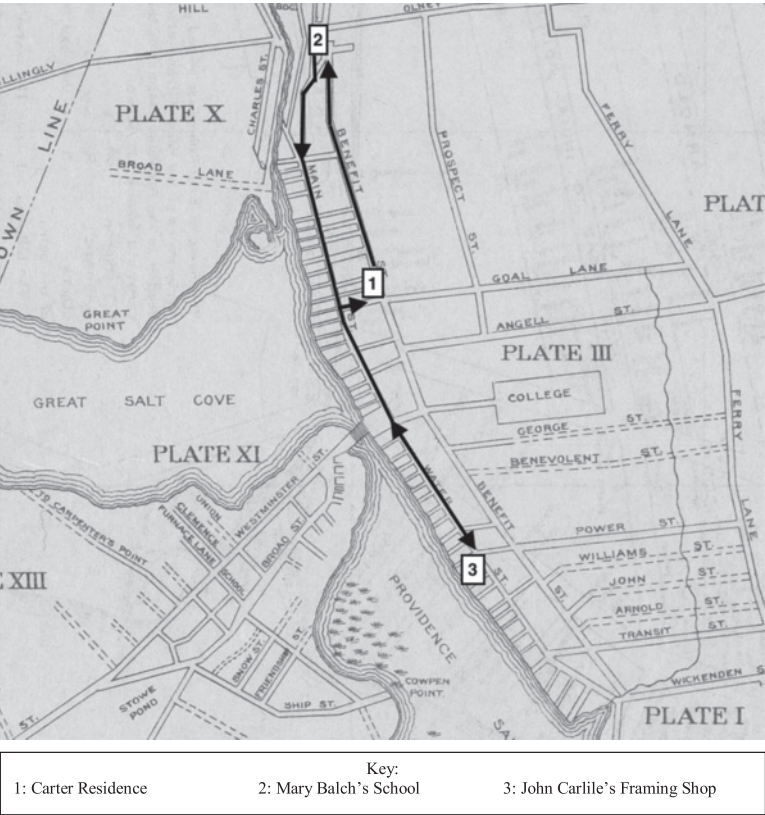 HILL
OLNEY
2
LLINGLY
CHARLES ST.
PLATE X
LINE
OWN
BROAD LANE
MAIN
ST.
BENEFIT
PROSPECT ST.
FERRY LANE
PLAT
1
GOAL LANE
GREAT POINT
ANGELL ST.
PLATE III
GREAT SALT COVE
COLLEGE
FERRY LANE
GEORGE ST.
PLATE XI
BENEVOLENT ST.
WATER ST.
BENEFIT ST.
WESTMINSTER ST.
UNION
CLEMENCE
FURNACE LANE
TO CARPENTER'S POINT
BROAD ST.
SCHOOL
POWER ST.
WILLIAMS ST.
3
JOHN ST.
E XIII
PROVIDENCE
ARNOLD ST.
TRANSIT ST.
SNOW ST.
FRIENDSHIP ST.
COWPEN POINT.
WICKENDEN S
STOWE POND
SHIP ST.
ST.
SA
PLATE I
Key:
1: Carter Residence 2: Mary Balch's School 3: John Carlile's Framing Shop